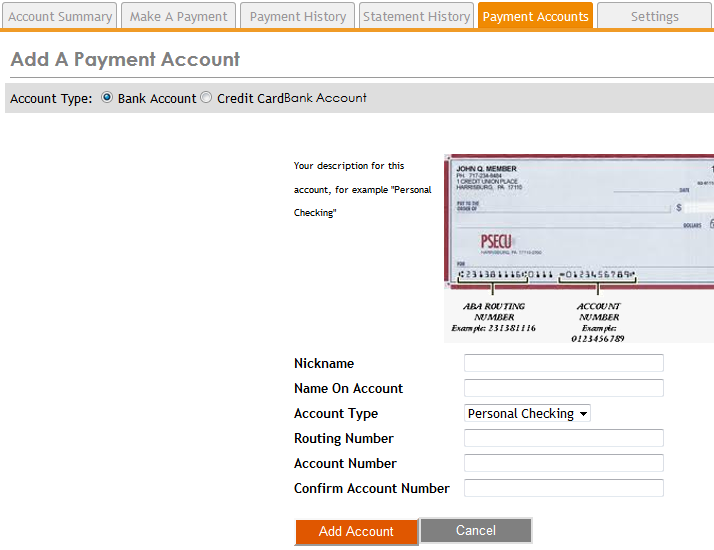 Account Summary Make A Payment Payment History Statement History Payment Accounts Settings
Add A Payment Account
Account Type: Bank Account Credit CardBank Account
Your description for this
account, for example "Personal
Checking"
JOHN Q. MEMBER
PH. 717-234-8484
1 CREDIT UNION PLACE
HARRISBURG, PA 17110
DATE
PAY TO THE
ORDER OF
$
DOLLARS
PSECU
HARRISBURG, PA
FOR
231381116 0111 0123456789
ABA ROUTING
NUMBER
Example: 231381116
ACCOUNT
NUMBER
Example:
0123456789
Nickname
Name On Account
Account Type Personal Checking
Routing Number
Account Number
Confirm Account Number
Add Account Cancel